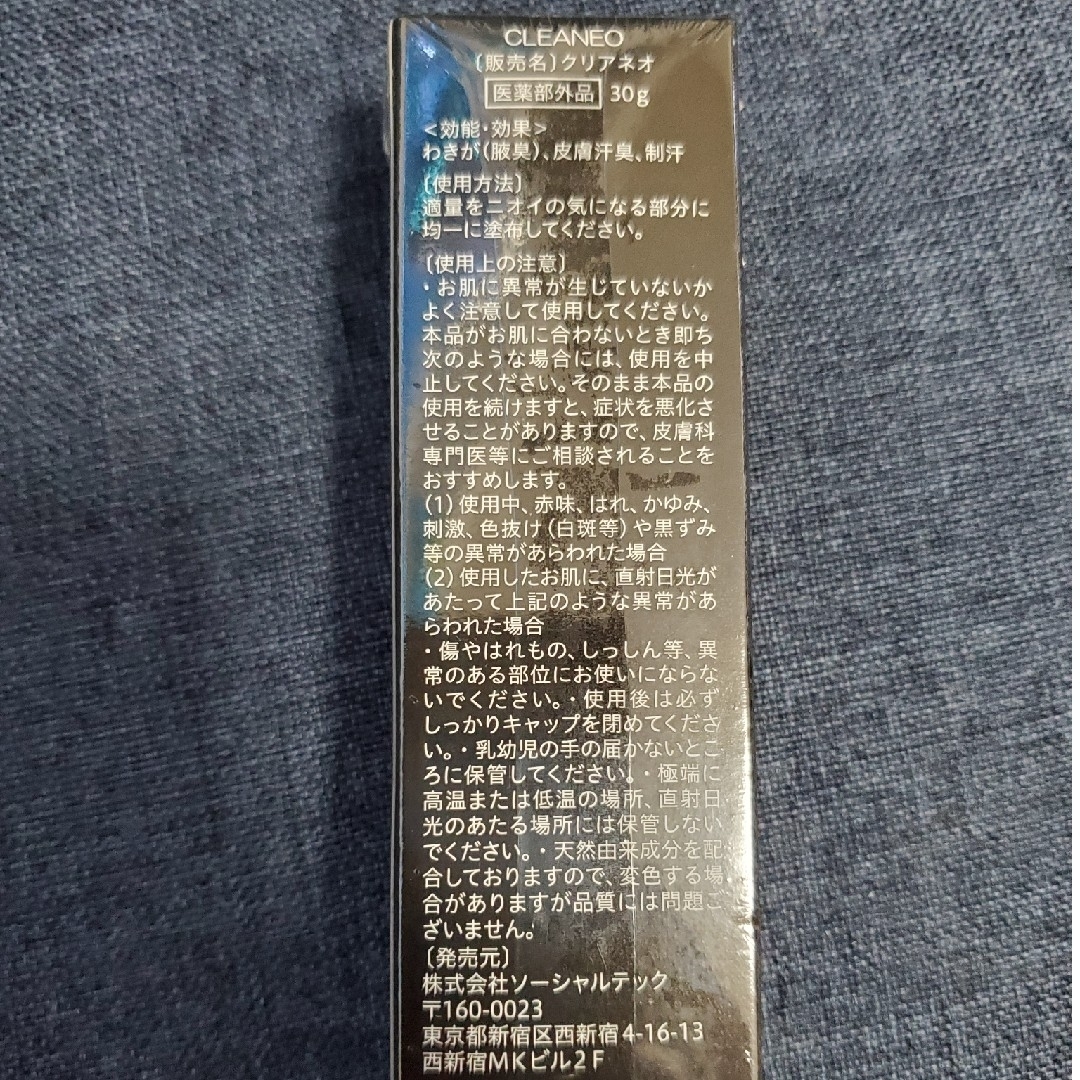 CLEANEO
〔販売名〕クリアネオ
医薬部外品 30g
<効能・効果>
わきが(腋臭)、皮膚汗臭、制汗
〔使用方法〕
適量をニオイの気になる部分に
均一に塗布してください。
〔使用上の注意〕
・お肌に異常が生じていないか
よく注意して使用してください。
本品がお肌に合わないとき即ち
次のような場合には、使用を中
止してください。そのまま本品の
使用を続けますと、症状を悪化さ
せることがありますので、皮膚科
専門医等にご相談されることを
おすすめします。
(1)使用中、赤味、はれ、かゆみ、
刺激、色抜け(白斑等)や黒ずみ
等の異常があらわれた場合
(2)使用したお肌に、直射日光が
あたって上記のような異常があ
らわれた場合
・傷やはれもの、しっしん等、異
常のある部位にお使いにならな
いでください。・使用後は必ず
しっかりキャップを閉めてくださ
い。・乳幼児の手の届かないとこ
ろに保管してください。・極端に
高温または低温の場所、直射日
光のあたる場所には保管しない
でください。・天然由来成分を配
合しておりますので、変色する場
合がありますが品質には問題ご
ざいません。
〔発売元〕
株式会社ソーシャルテック
〒160-0023
東京都新宿区西新宿4-16-13
西新宿MKビル2F